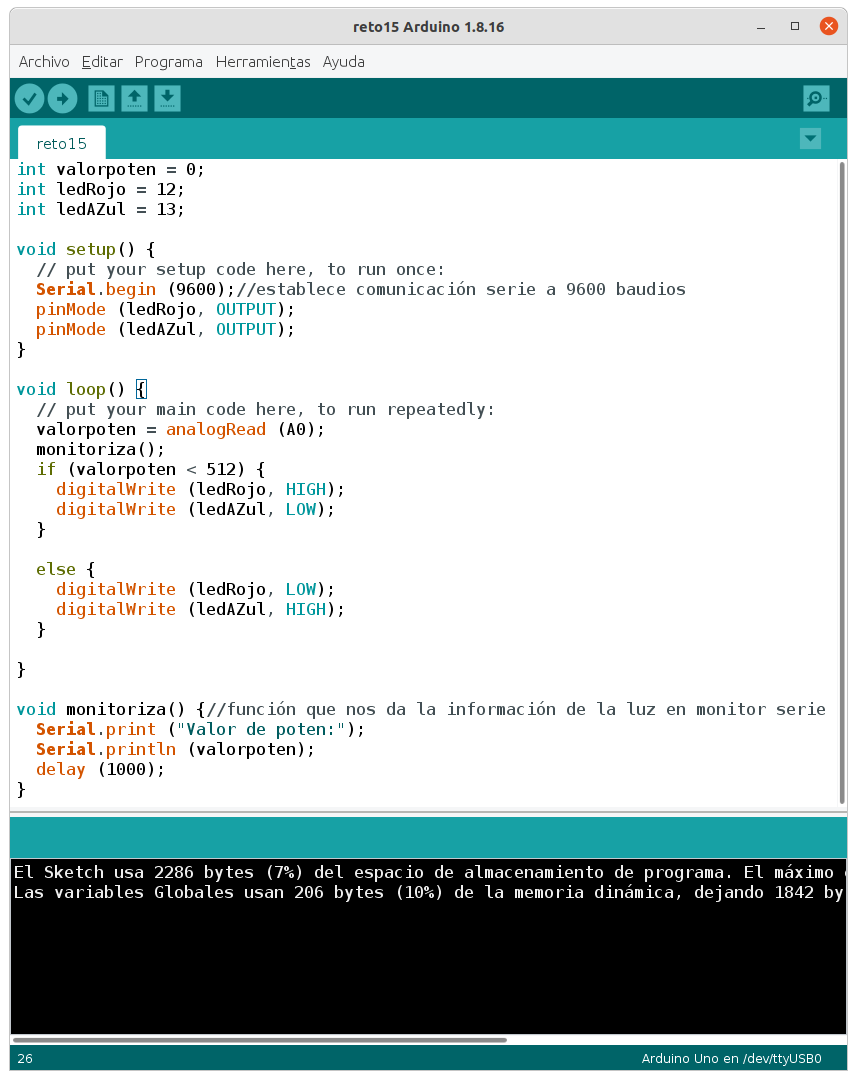 reto15 Arduino 1.8.16
Archivo Editar Programa Herramientas Ayuda
reto15
int valorpoten = 0;
int ledRojo = 12;
int ledAZul = 13;
void setup() {
  // put your setup code here, to run once:
  Serial.begin (9600);//establece comunicación serie a 9600 baudios
  pinMode (ledRojo, OUTPUT);
  pinMode (ledAZul, OUTPUT);
}
void loop() {
  // put your main code here, to run repeatedly:
  valorpoten = analogRead (A0);
  monitoriza();
  if (valorpoten < 512) {
    digitalWrite (ledRojo, HIGH);
    digitalWrite (ledAZul, LOW);
  }
  else {
    digitalWrite (ledRojo, LOW);
    digitalWrite (ledAZul, HIGH);
  }
}
void monitoriza() {//función que nos da la información de la luz en monitor serie
  Serial.print ("Valor de poten:");
  Serial.println (valorpoten);
  delay (1000);
}
El Sketch usa 2286 bytes (7%) del espacio de almacenamiento de programa. El máximo
Las variables Globales usan 206 bytes (10%) de la memoria dinámica, dejando 1842 by
26
Arduino Uno en /dev/ttyUSB0